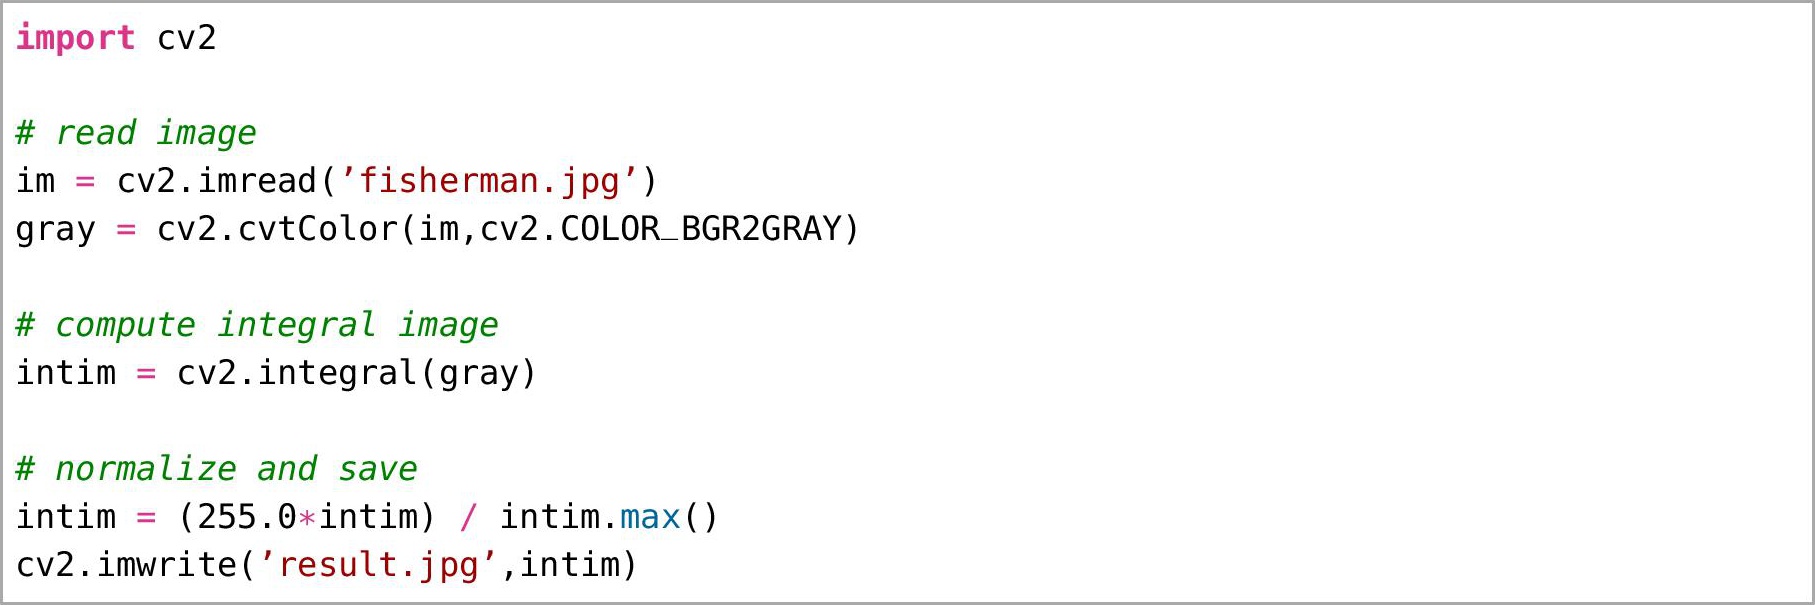 import cv2
# read image
im = cv2.imread(’fisherman.jpg’)
gray = cv2.cvtColor(im,cv2.COLOR_BGR2GRAY)
# compute integral image
intim = cv2.integral(gray)
# normalize and save
intim = (255.0*intim) / intim.max()
cv2.imwrite(’result.jpg’,intim)